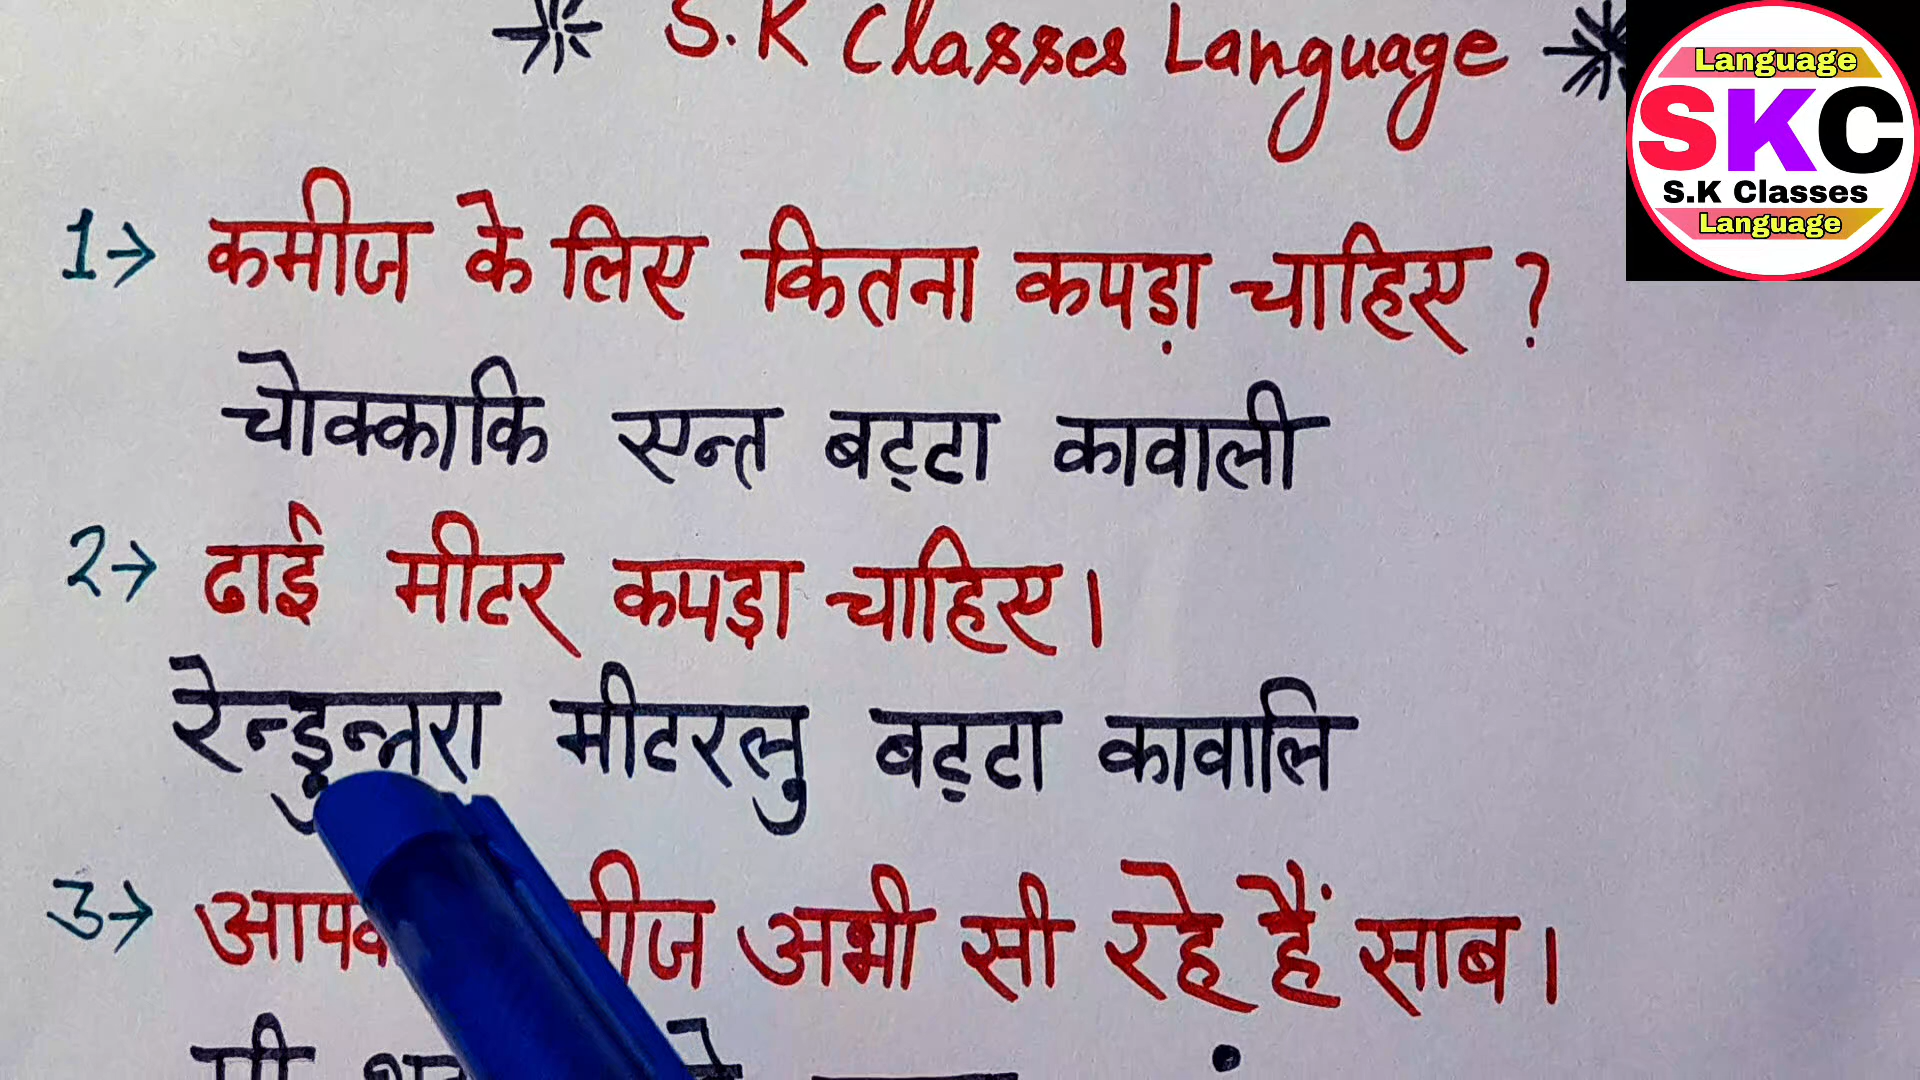 S.K Classes Language
Language
SKC
S.K Classes
Language
1→ कमीज के लिए कितना कपड़ा चाहिए ?
चोक्काकि एन्त बट्टा कावाली
2→ ढाई मीटर कपड़ा चाहिए।
रेन्डुन्नरा मीटरलु बट्टा कावालि
3→ अभी सी रहे हैं साब।